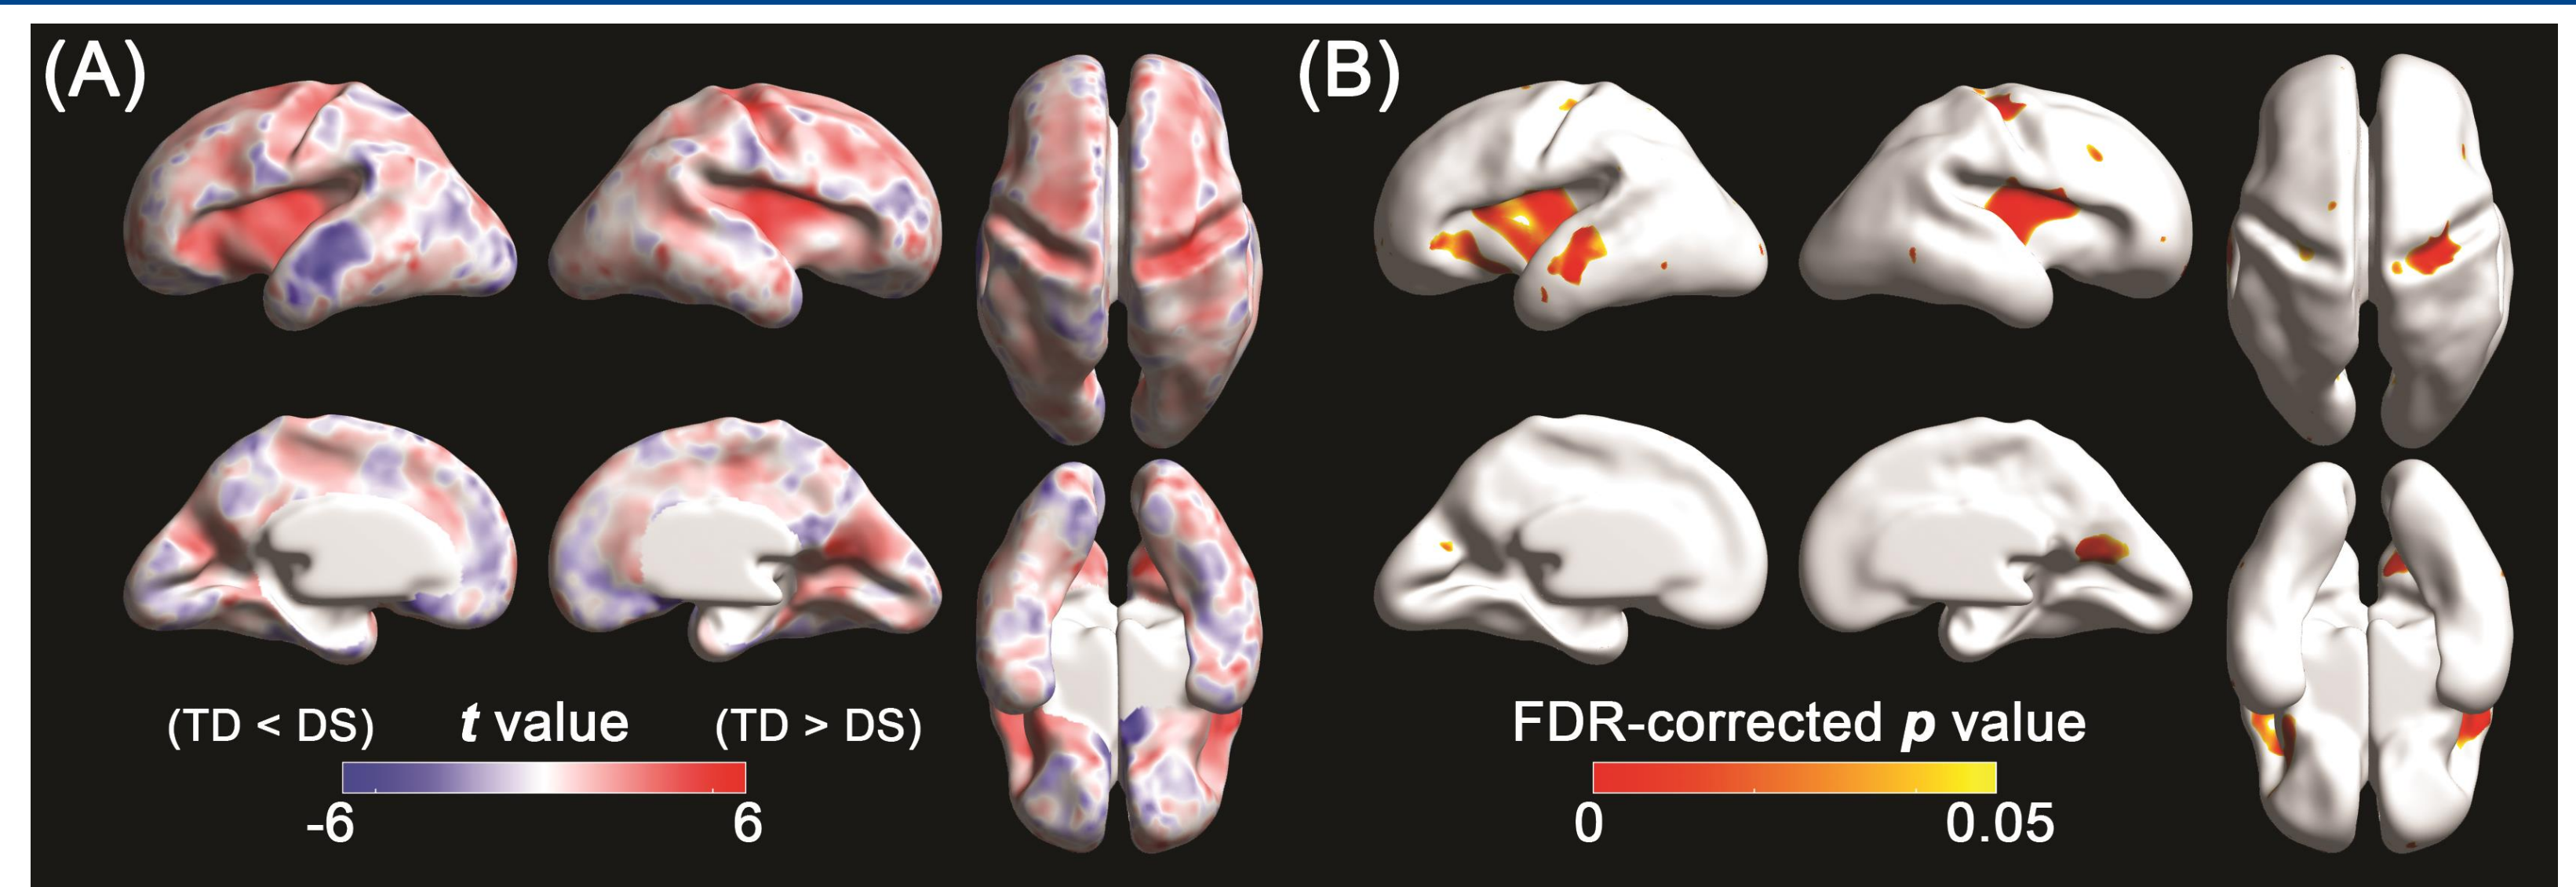 (A)
(B)
(TD < DS) t value (TD > DS)
-6 6
FDR-corrected p value
0 0.05